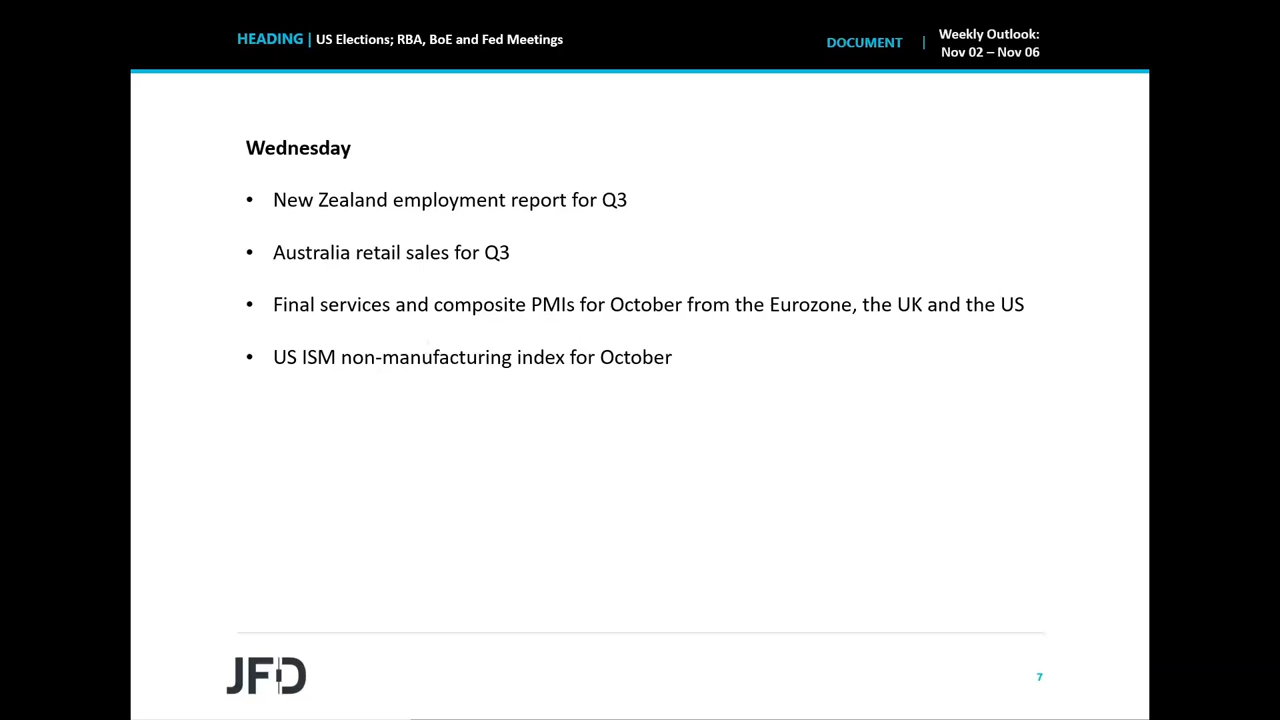 HEADING | US Elections; RBA, BoE and Fed Meetings
DOCUMENT | Weekly Outlook:
Nov 02 – Nov 06
Wednesday
• New Zealand employment report for Q3
• Australia retail sales for Q3
• Final services and composite PMIs for October from the Eurozone, the UK and the US
• US ISM non-manufacturing index for October
JFD
7